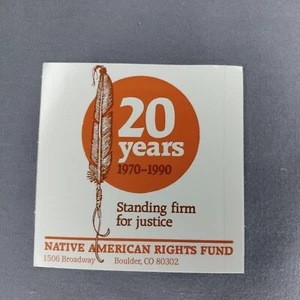 20
years
1970–1990
Standing firm
for justice
NATIVE AMERICAN RIGHTS FUND
1506 Broadway Boulder, CO 80302